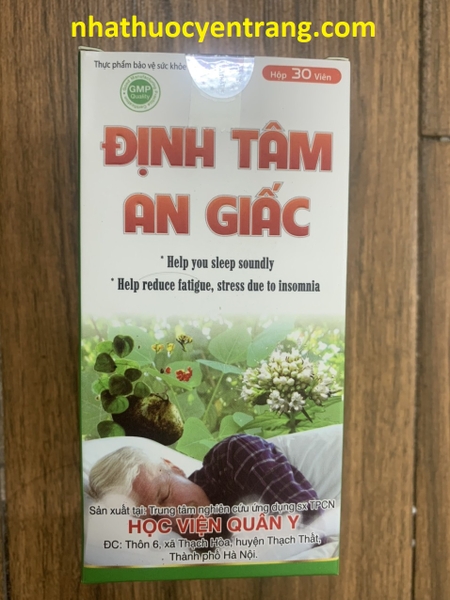 nhathuocyentrang.com
Thực phẩm bảo vệ sức khỏe
Hộp 30 Viên
GMP
Quality
ĐỊNH TÂM
AN GIẤC
* Help you sleep soundly
* Help reduce fatigue, stress due to insomnia
Sản xuất tại: Trung tâm nghiên cứu ứng dụng sx TPCN
HỌC VIỆN QUÂN Y
ĐC: Thôn 6, xã Thạch Hòa, huyện Thạch Thất,
Thành phố Hà Nội.